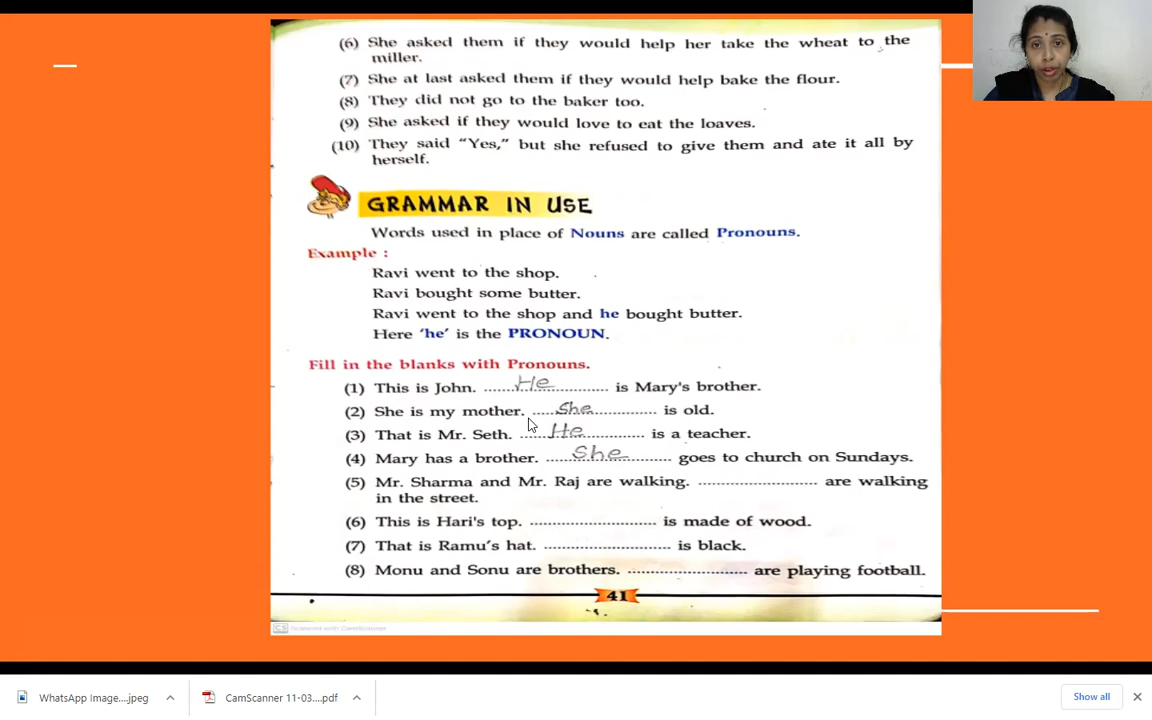 (6) She asked them if they would help her take the wheat to the
miller.
(7) She at last asked them if they would help bake the flour.
(8) They did not go to the baker too.
(9) She asked if they would love to eat the loaves.
(10) They said “Yes,” but she refused to give them and ate it all by
herself.
GRAMMAR IN USE
Words used in place of Nouns are called Pronouns.
Example :
Ravi went to the shop.
Ravi bought some butter.
Ravi went to the shop and he bought butter.
Here ‘he’ is the PRONOUN.
Fill in the blanks with Pronouns.
(1) This is John. ......He...... is Mary's brother.
(2) She is my mother. ......She...... is old.
(3) That is Mr. Seth. ......He...... is a teacher.
(4) Mary has a brother. ......She...... goes to church on Sundays.
(5) Mr. Sharma and Mr. Raj are walking. ............................ are walking
in the street.
(6) This is Hari's top. ............................ is made of wood.
(7) That is Ramu's hat. ............................ is black.
(8) Monu and Sonu are brothers. ............................ are playing football.
41
CS Scanned with CamScanner
WhatsApp Image....jpeg
CamScanner 11-03....pdf
Show all